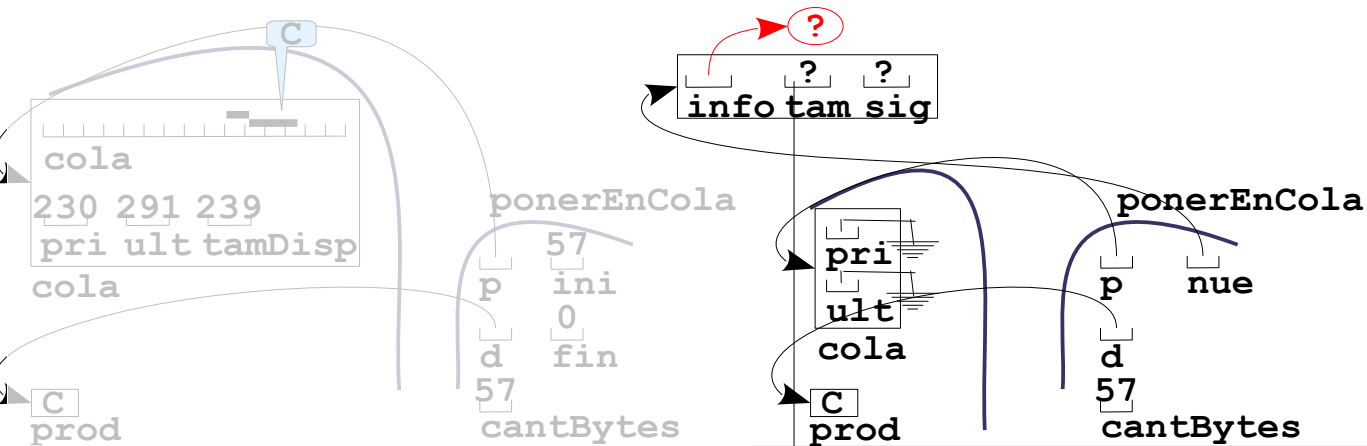 C
cola
230 291 239
pri ult tamDisp
cola
ponerEnCola
57
p ini
0
d fin
57
cantBytes
C
prod
?
? ?
info tam sig
ponerEnCola
pri
ult
cola
p nue
d
57
cantBytes
C
prod